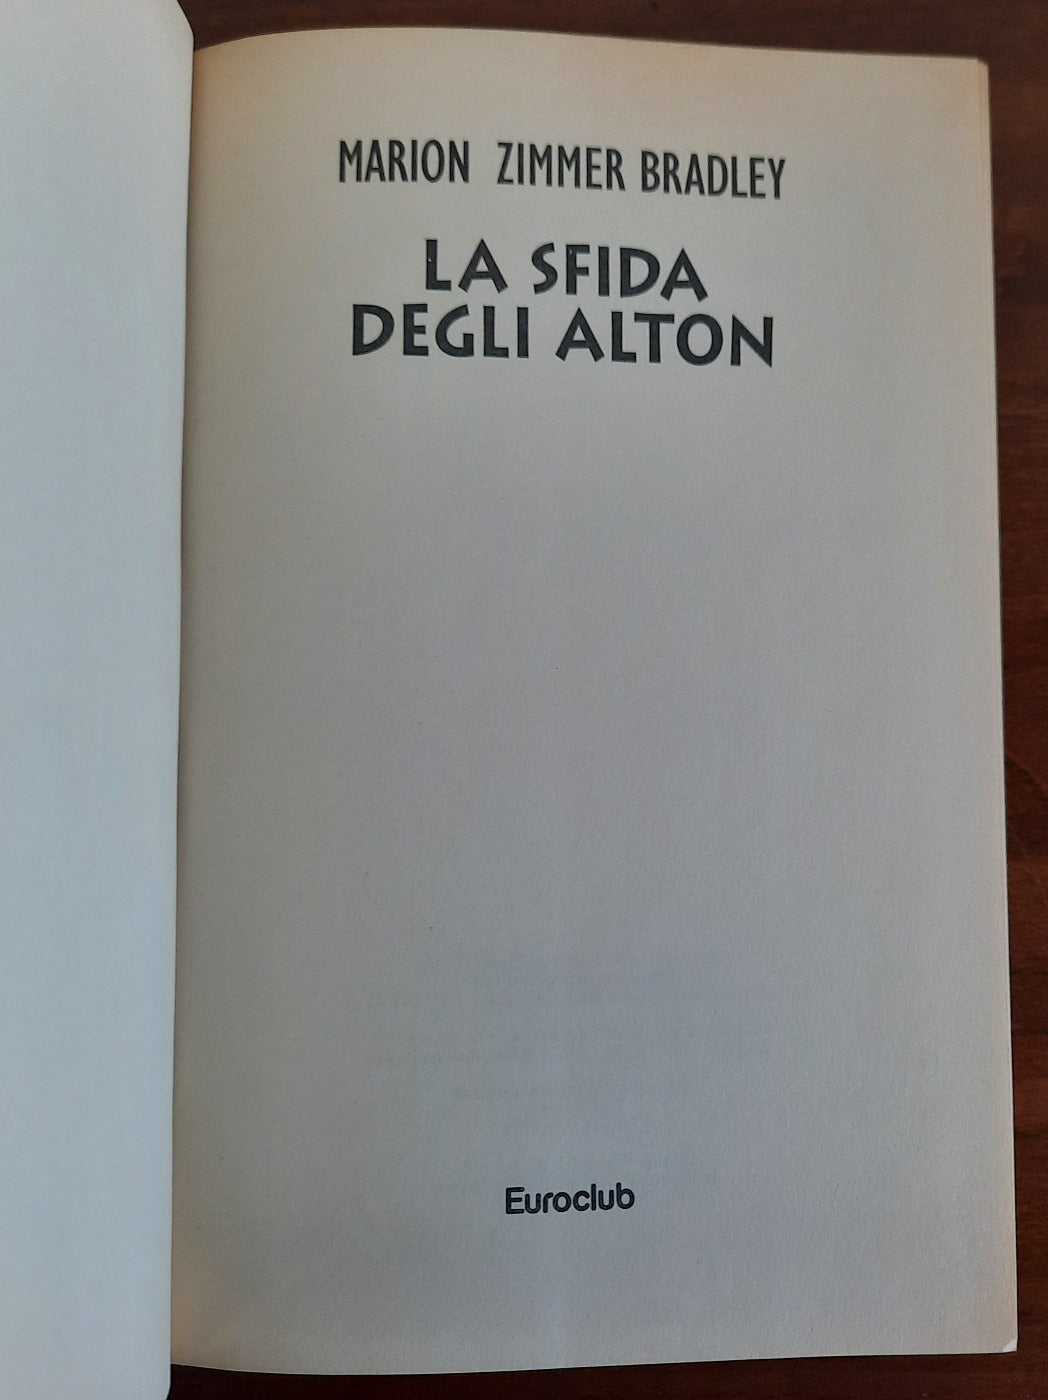 MARION ZIMMER BRADLEY
LA SFIDA
DEGLI ALTON
Euroclub